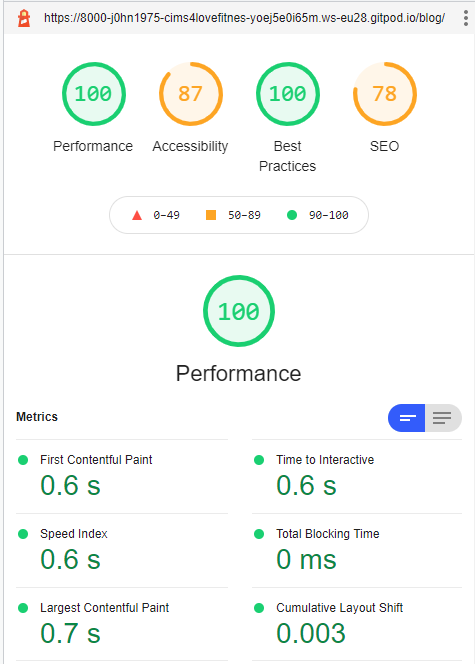 https://8000-j0hn1975-cims4lovefitnes-yoej5e0i65m.ws-eu28.gitpod.io/blog/
100 87 100 78
Performance Accessibility Best Practices SEO
0–49 50–89 90–100
100
Performance
Metrics
First Contentful Paint Time to Interactive
0.6 s 0.6 s
Speed Index Total Blocking Time
0.6 s 0 ms
Largest Contentful Paint Cumulative Layout Shift
0.7 s 0.003